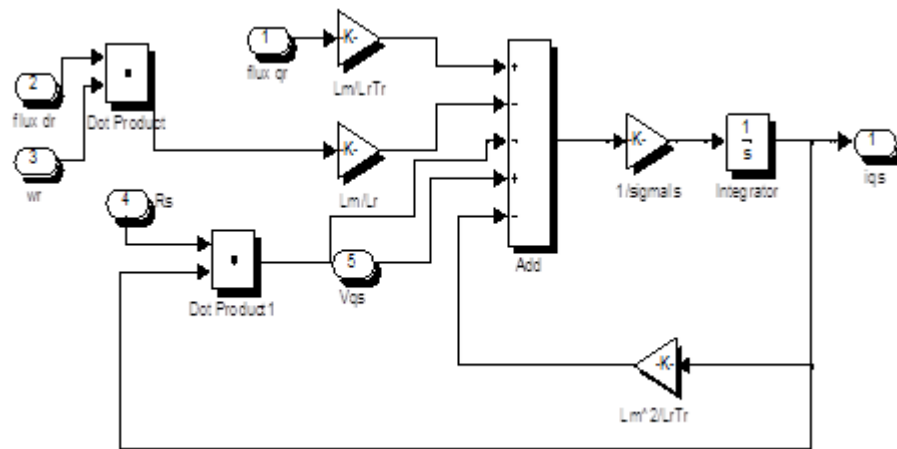 1
flux qr
-K-
Lm/LrTr
2
flux dr
Dot Product
3
wr
-K-
Lm/Lr
4
Rs
Dot Product1
5
Vqs
+
-
-
+
-
Add
-K-
1/sigmals
1
s
Integrator
1
iqs
-K-
Lm^2/LrTr